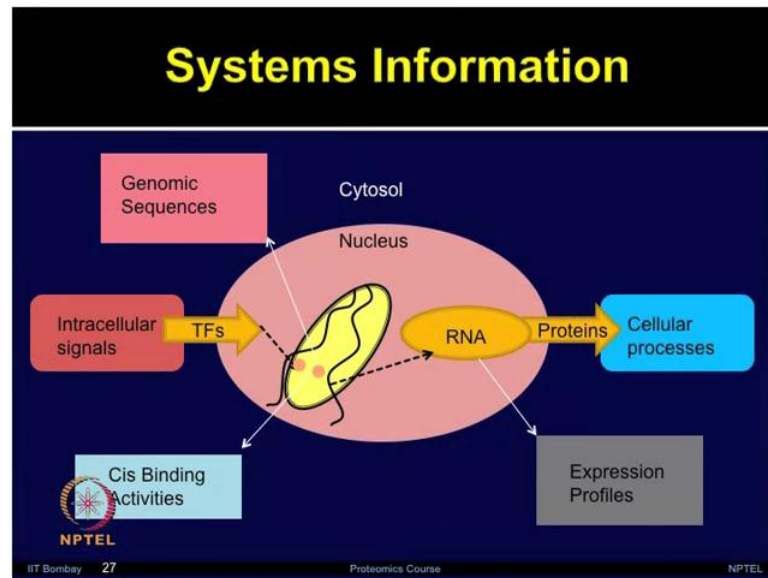 Systems Information
Genomic
Sequences
Cytosol
Nucleus
Intracellular
signals
TFs
RNA
Proteins
Cellular
processes
Cis Binding
Activities
Expression
Profiles
NPTEL
IIT Bombay 27 Proteomics Course NPTEL